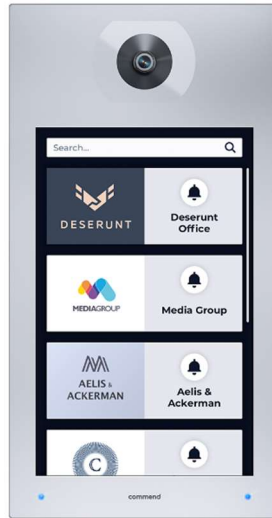 Search...
DESERUNT
Deserunt
Office
MEDIAGROUP
Media Group
AELIS &
ACKERMAN
Aelis &
Ackerman
C
commend